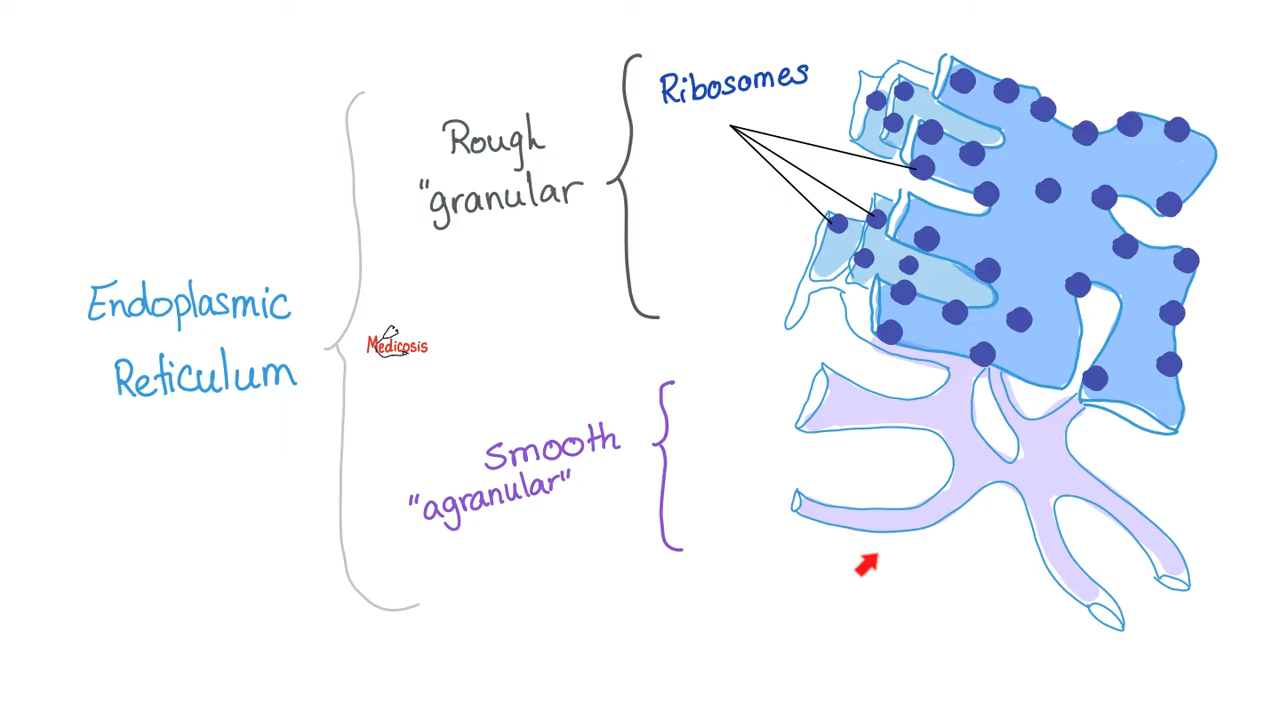 Ribosomes
Rough
"granular
Endoplasmic
Reticulum
Medicosis
Smooth
"agranular"